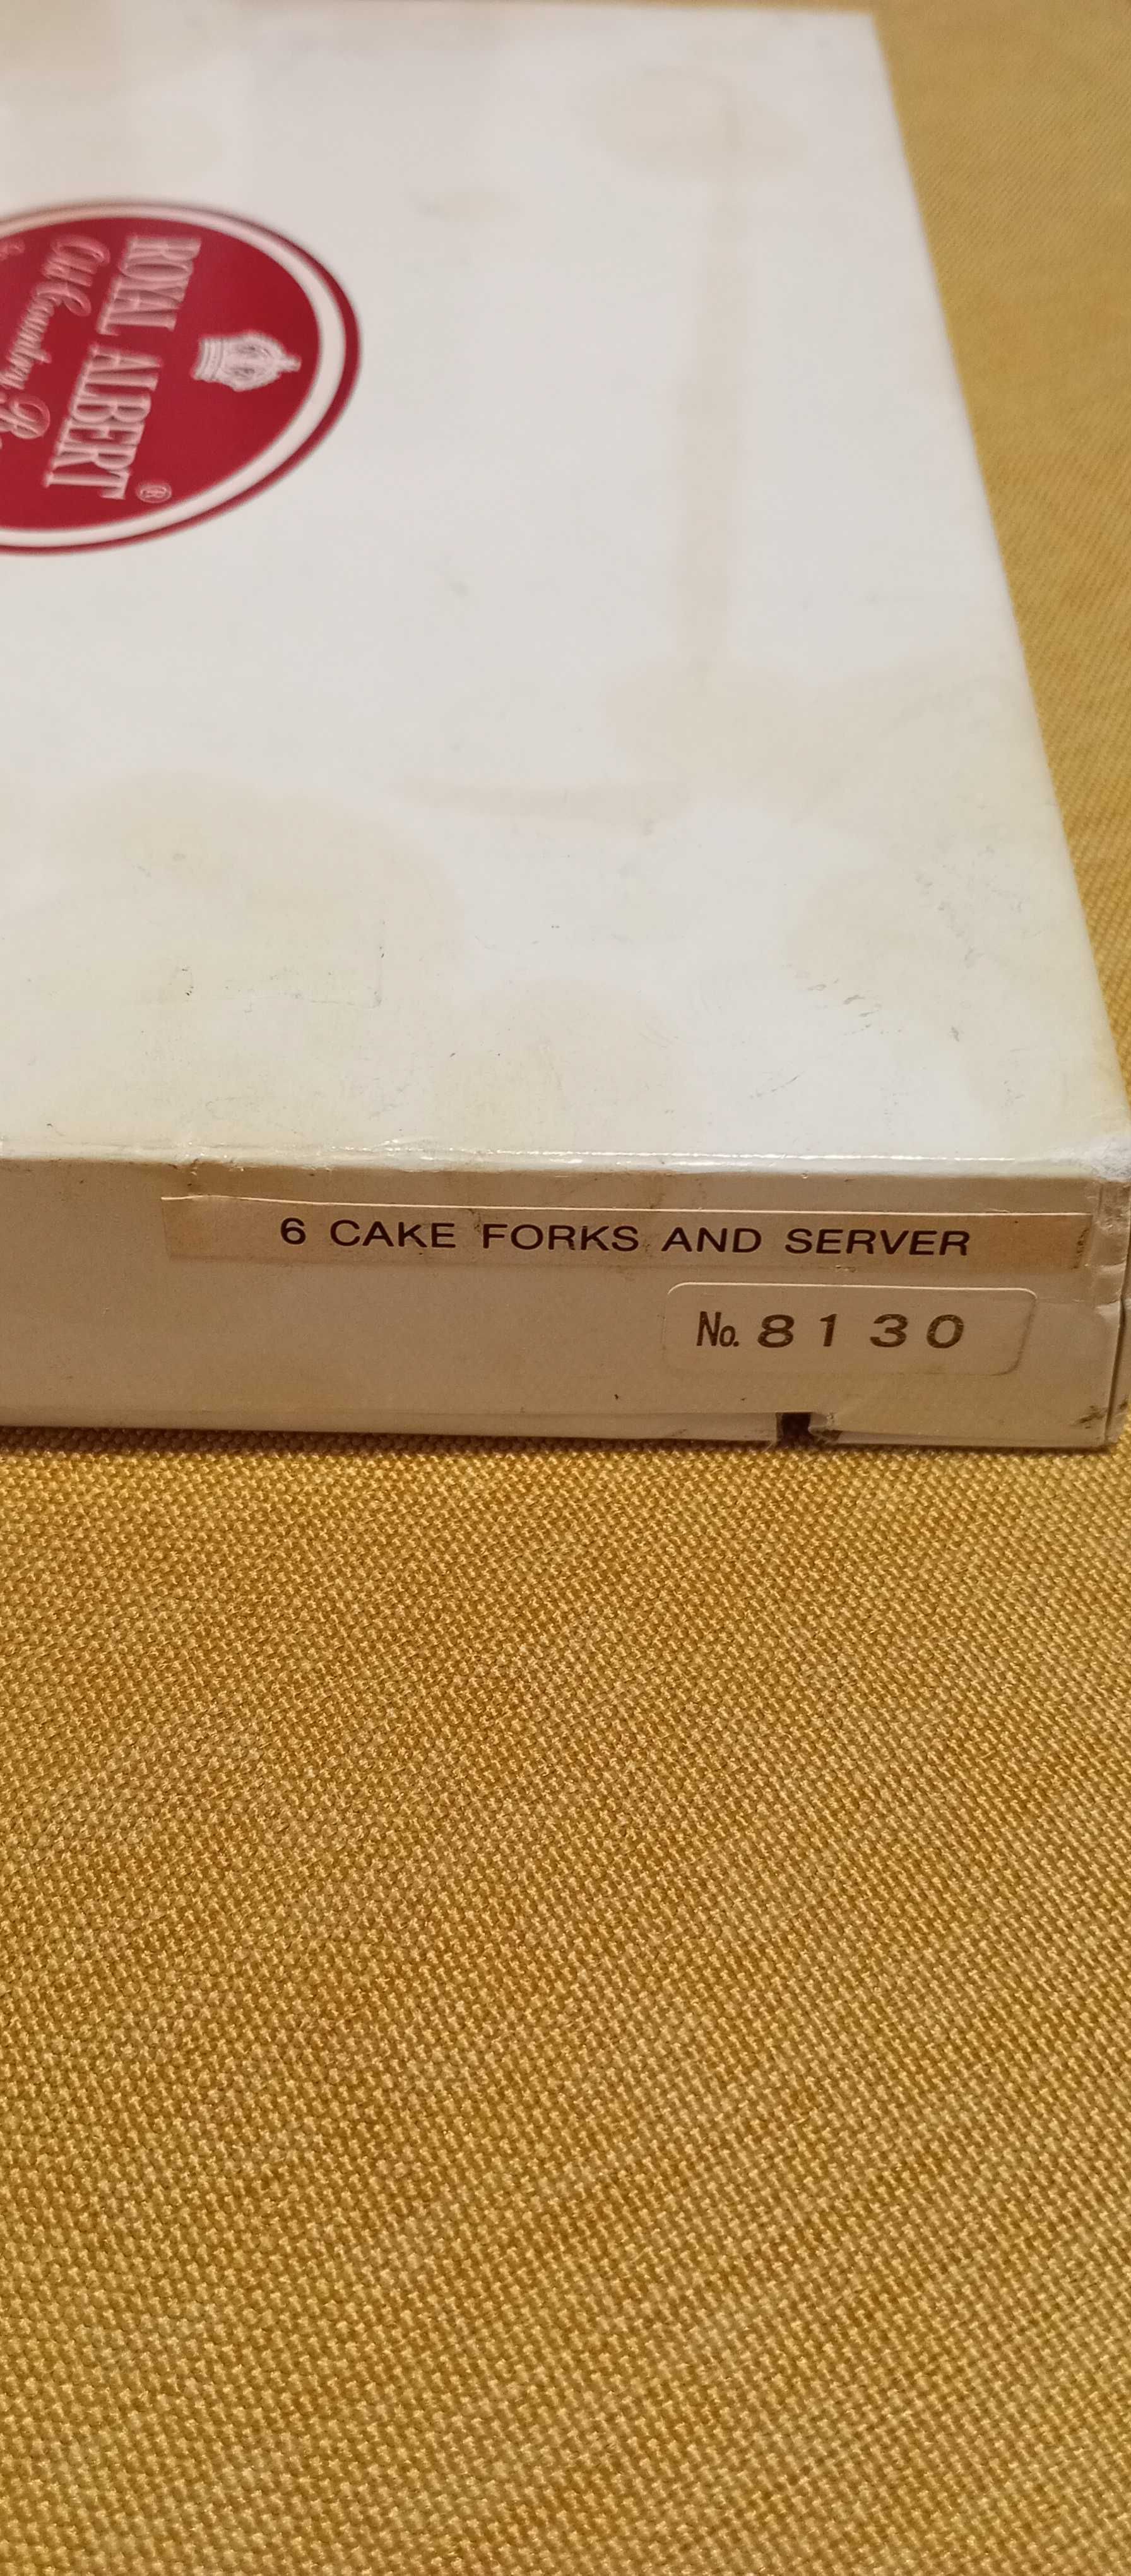 ROYAL ALBERT®
Old Country
6 CAKE FORKS AND SERVER
No. 8130